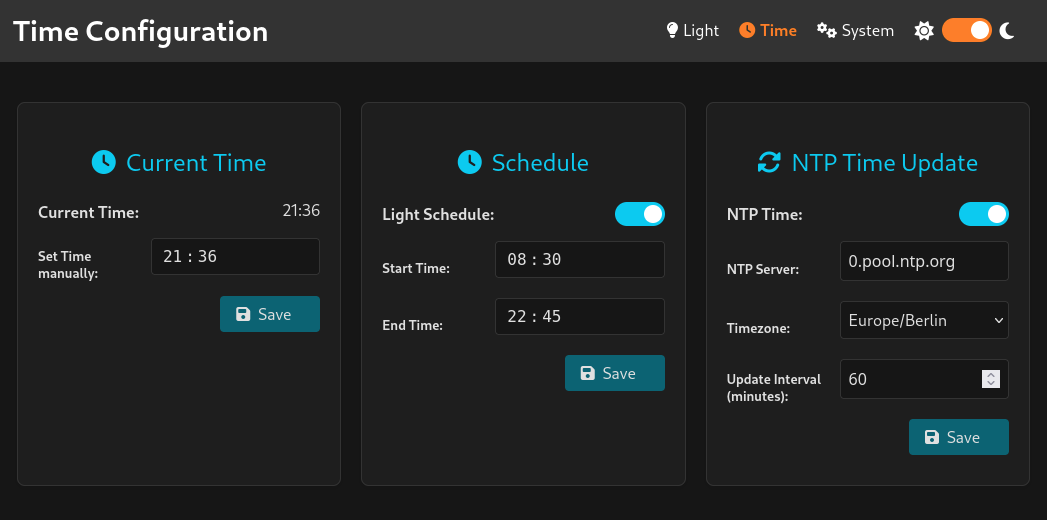 Time Configuration
Light
Time
System
Current Time
Current Time:
21:36
Set Time
manually:
21:36
Save
Schedule
Light Schedule:
Start Time:
08:30
End Time:
22:45
Save
NTP Time Update
NTP Time:
NTP Server:
0.pool.ntp.org
Timezone:
Europe/Berlin
Update Interval
(minutes):
60
Save